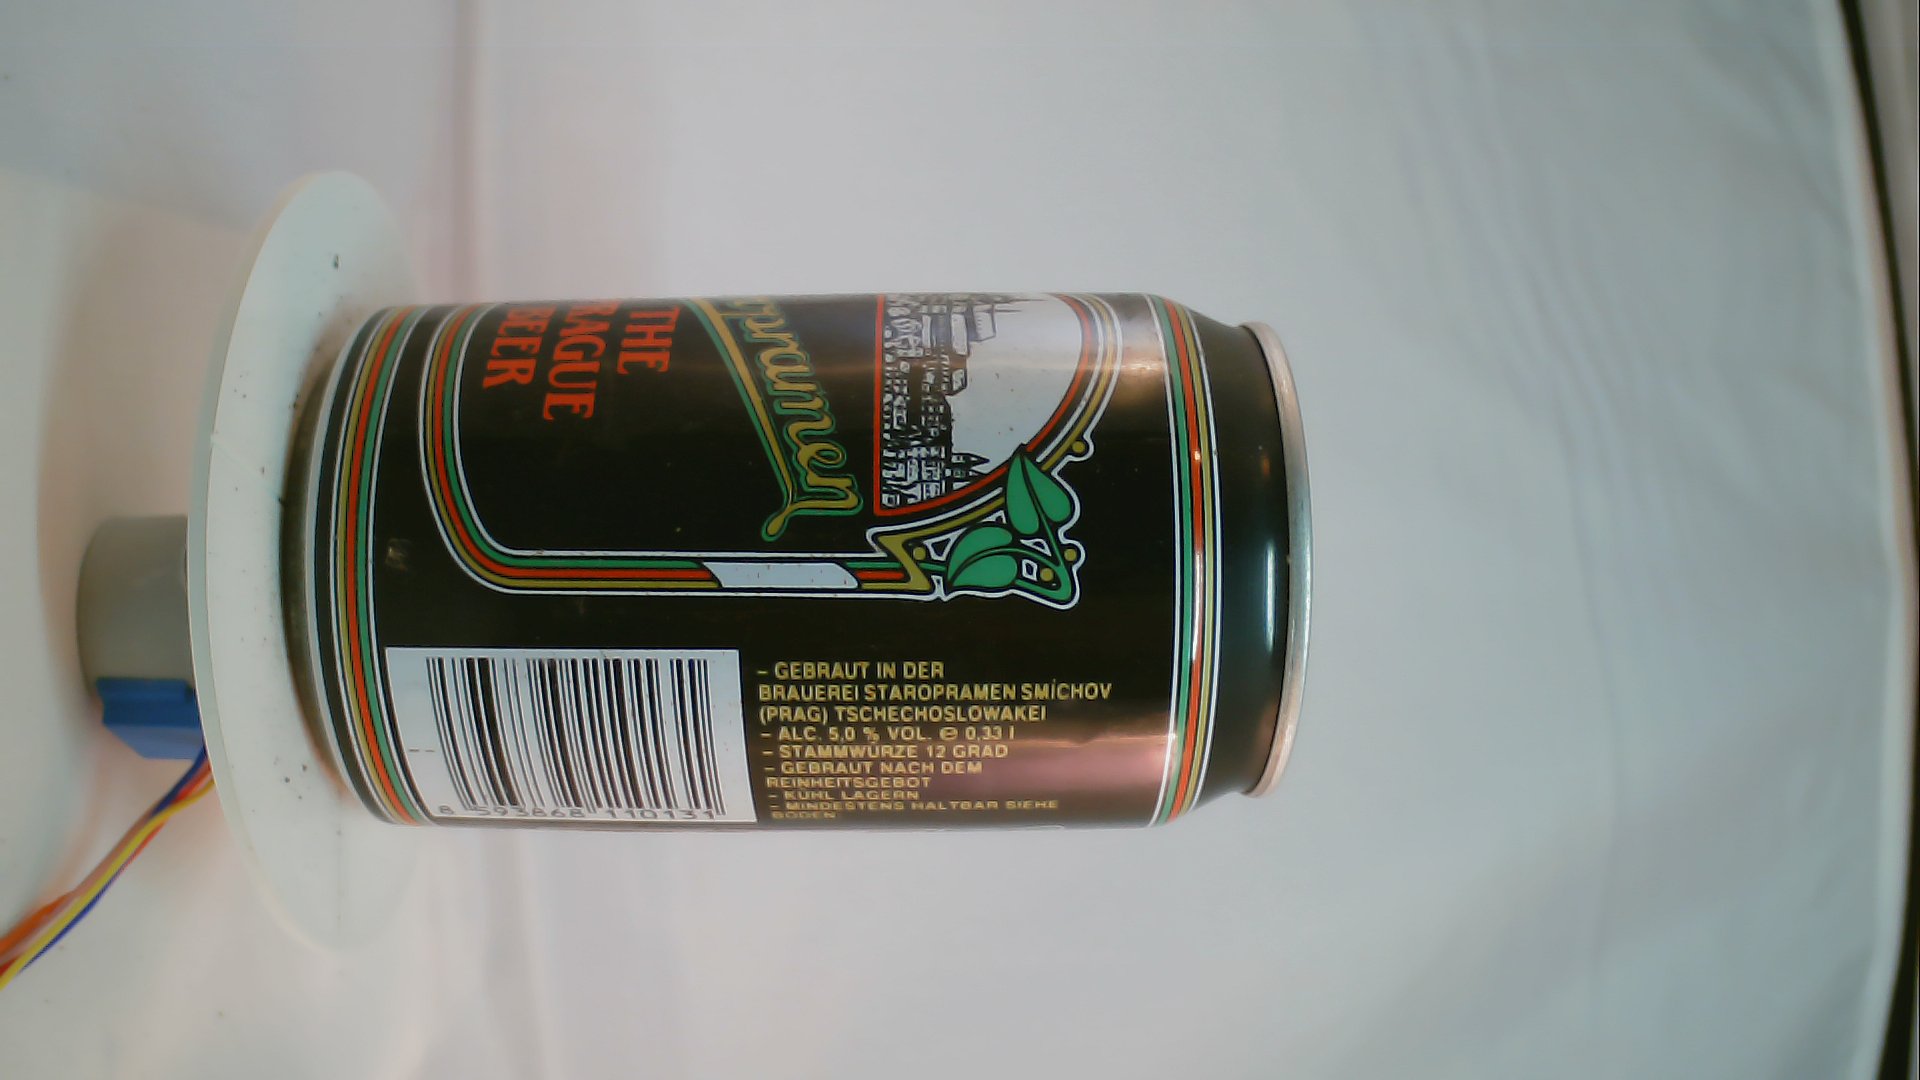 THE
BEER
- GEBRAUT IN DER
BRAUEREI STAROPRAMEN SMÍCHOV
(PRAG) TSCHECHOSLOWAKEI
- ALC. 5,0 % VOL. ℮ 0,33 l
- STAMMWÜRZE 12 GRAD
- GEBRAUT NACH DEM
REINHEITSGEBOT
- KÜHL LAGERN
- MINDESTENS HALTBAR SIEHE
BODEN
8 593868 110131